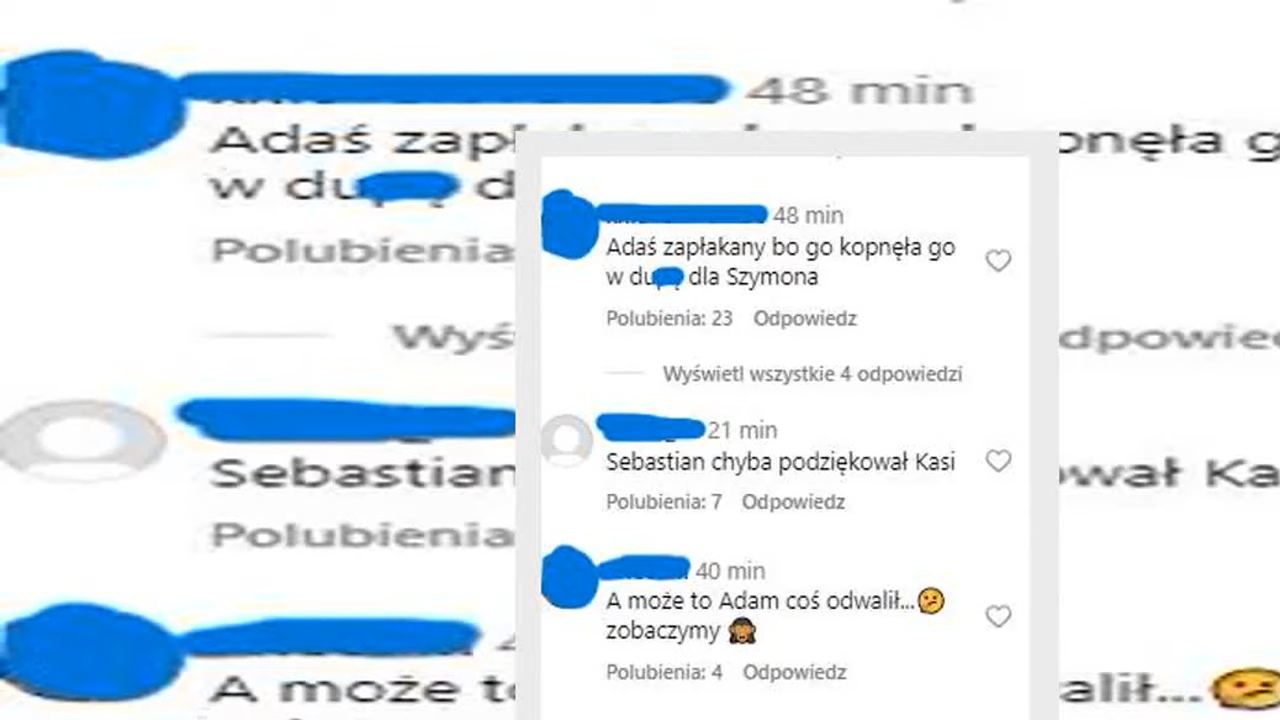 48 min
Adaś zap
w du
Polubienia
Wyś
Sebastian
Polubienia
A może to
48 min
Adaś zapłakany bo go kopnęła go
w du dla Szymona
Polubienia: 23 Odpowiedz
Wyświetl wszystkie 4 odpowiedzi
21 min
Sebastian chyba podziękował Kasi
Polubienia: 7 Odpowiedz
40 min
A może to Adam coś odwalił...🫤
zobaczymy 🙈
Polubienia: 4 Odpowiedz
onęła g
dpowied
wał Ka
alił...